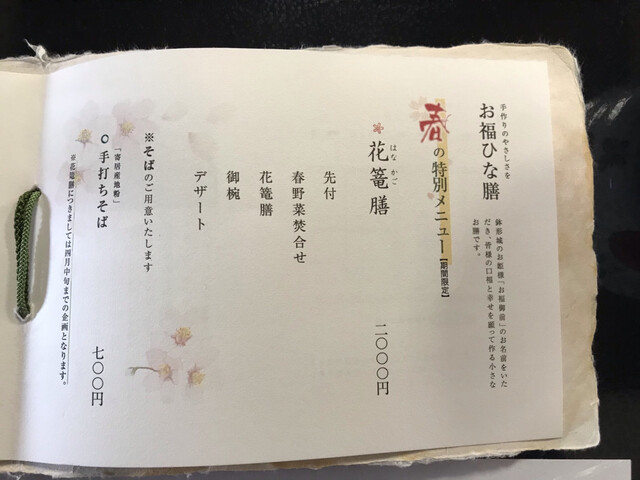 手作りのやさしさを
お福ひな膳
鉢形城のお姫様「お福御前」のお名前をいた
だき、皆様の口福と幸せを願って作る小さな
お膳です。
春の特別メニュー【期間限定】
はな かご
花篭膳 二〇〇〇円
先付
春野菜焚合せ
花篭膳
御椀
デザート
※そばのご用意いたします
「寄居産地粉」
手打ちそば 七〇〇円
※花篭膳につきましては四月中旬までの企画となります。